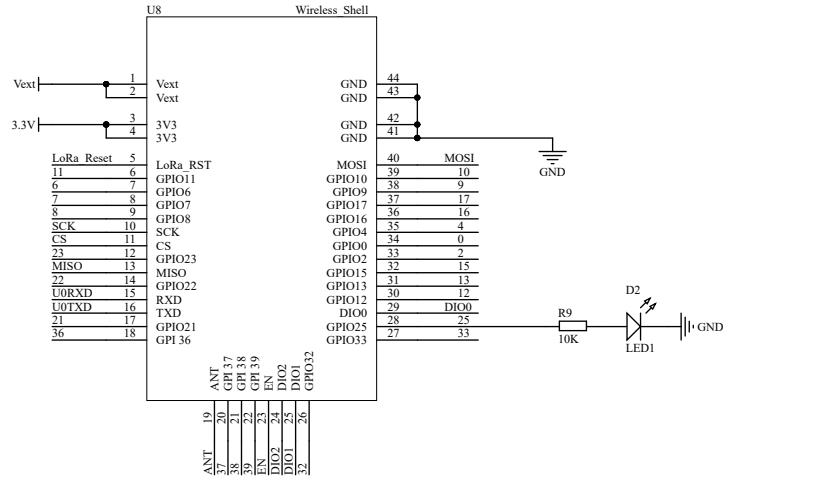 U8 Wireless_Shell
Vext 1 Vext GND 44
2 Vext GND 43
3.3V 3 3V3 GND 42
4 3V3 GND 41
GND
LoRa_Reset 5 LoRa_RST MOSI 40 MOSI
11 6 GPIO11 GPIO10 39 10
6 7 GPIO6 GPIO9 38 9
7 8 GPIO7 GPIO17 37 17
8 9 GPIO8 GPIO16 36 16
SCK 10 SCK GPIO4 35 4
CS 11 CS GPIO0 34 0
23 12 GPIO23 GPIO2 33 2
MISO 13 MISO GPIO15 32 15
22 14 GPIO22 GPIO13 31 13
U0RXD 15 RXD GPIO12 30 12
U0TXD 16 TXD DIO0 29 DIO0
21 17 GPIO21 GPIO25 28 25
36 18 GPI 36 GPIO33 27 33
R9
10K
D2
LED1
GND
ANT GPI 37 GPI 38 GPI 39 EN DIO2 DIO1 GPIO32
19 20 21 22 23 24 25 26
ANT 37 38 39 EN DIO2 DIO1 32